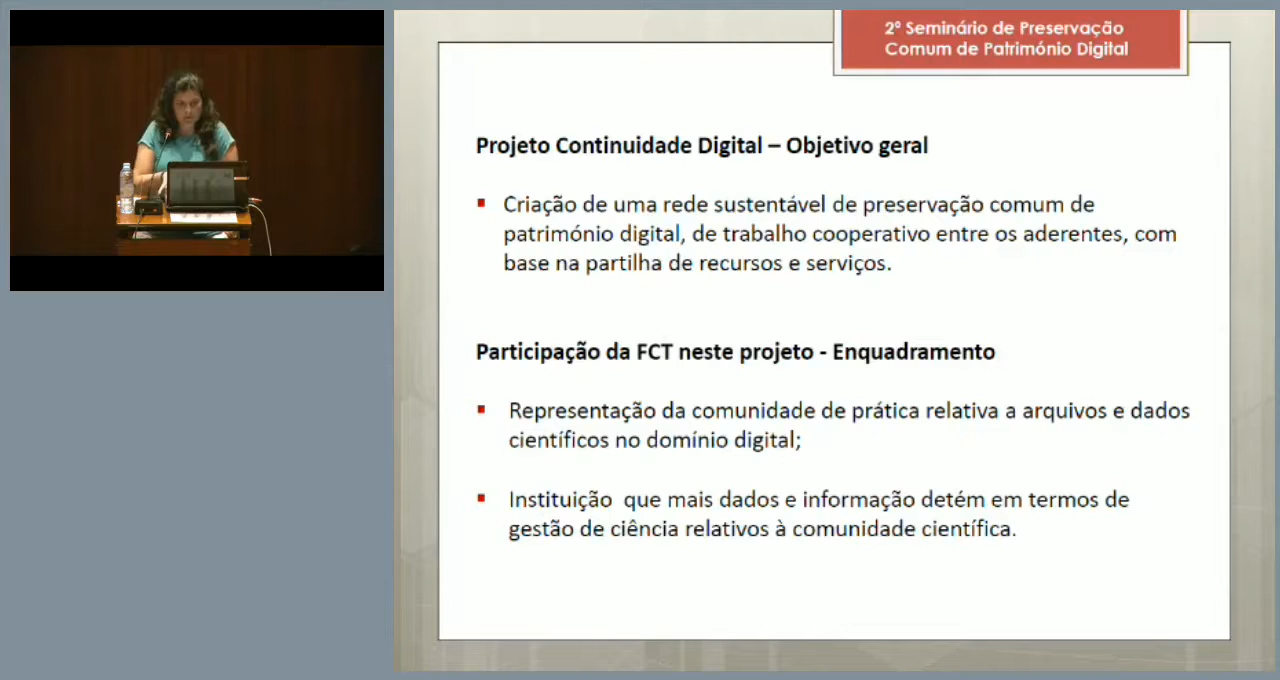 2º Seminário de Preservação
Comum de Património Digital
Projeto Continuidade Digital – Objetivo geral
Criação de uma rede sustentável de preservação comum de
património digital, de trabalho cooperativo entre os aderentes, com
base na partilha de recursos e serviços.
Participação da FCT neste projeto - Enquadramento
Representação da comunidade de prática relativa a arquivos e dados
científicos no domínio digital;
Instituição que mais dados e informação detém em termos de
gestão de ciência relativos à comunidade científica.